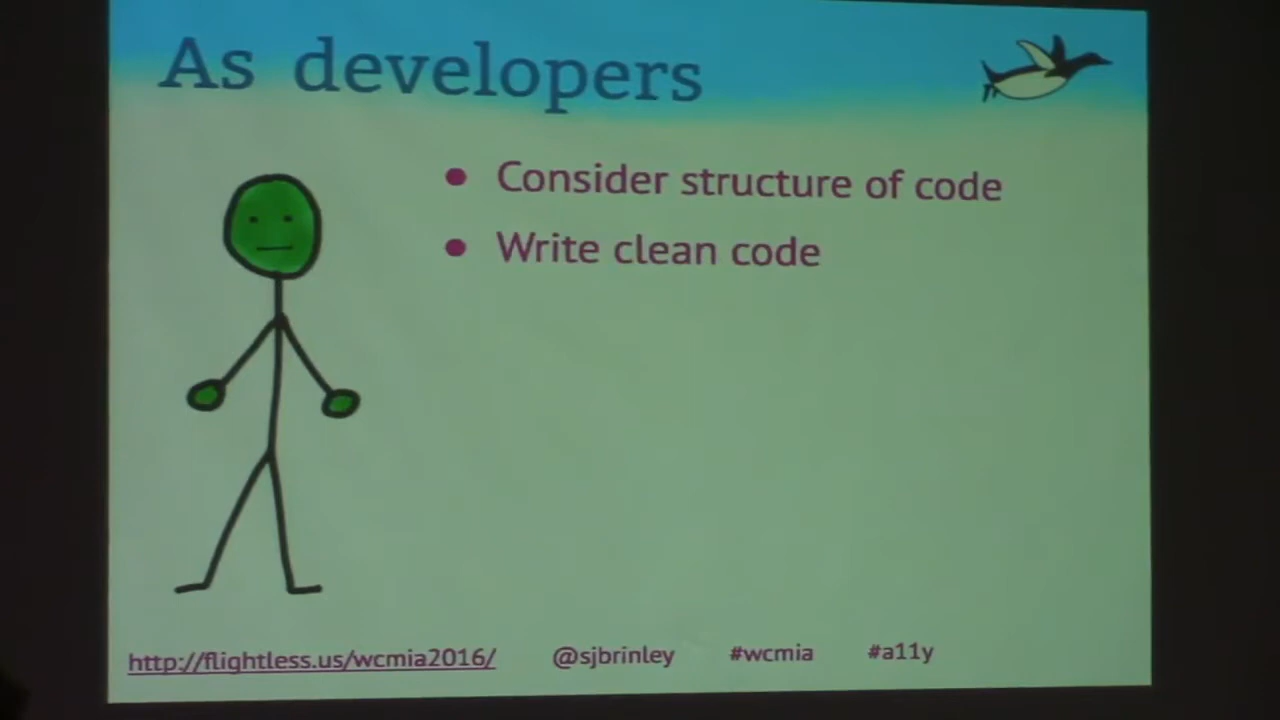 As developers
• Consider structure of code
• Write clean code
http://flightless.us/wcmia2016/ @sjbrinley #wcmia #a11y